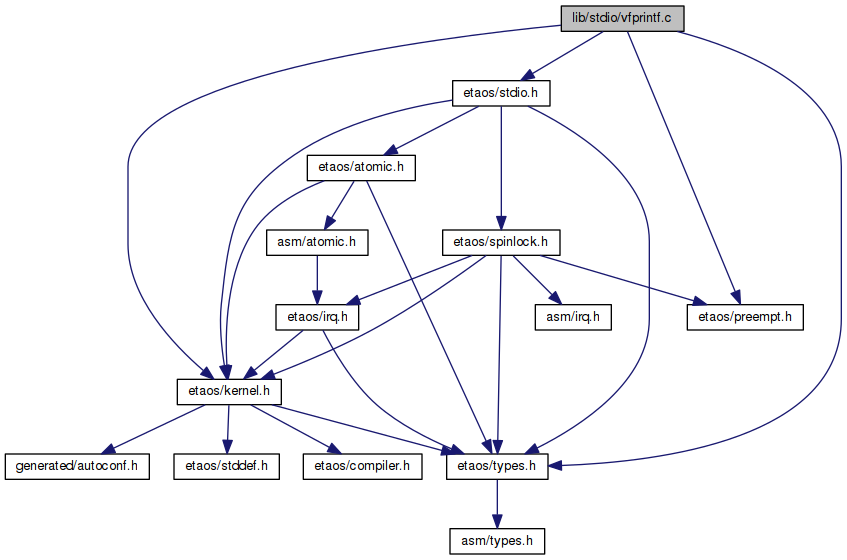 lib/stdio/vfprintf.c
etaos/stdio.h
etaos/atomic.h
asm/atomic.h
etaos/spinlock.h
etaos/irq.h
asm/irq.h
etaos/preempt.h
etaos/kernel.h
generated/autoconf.h
etaos/stddef.h
etaos/compiler.h
etaos/types.h
asm/types.h